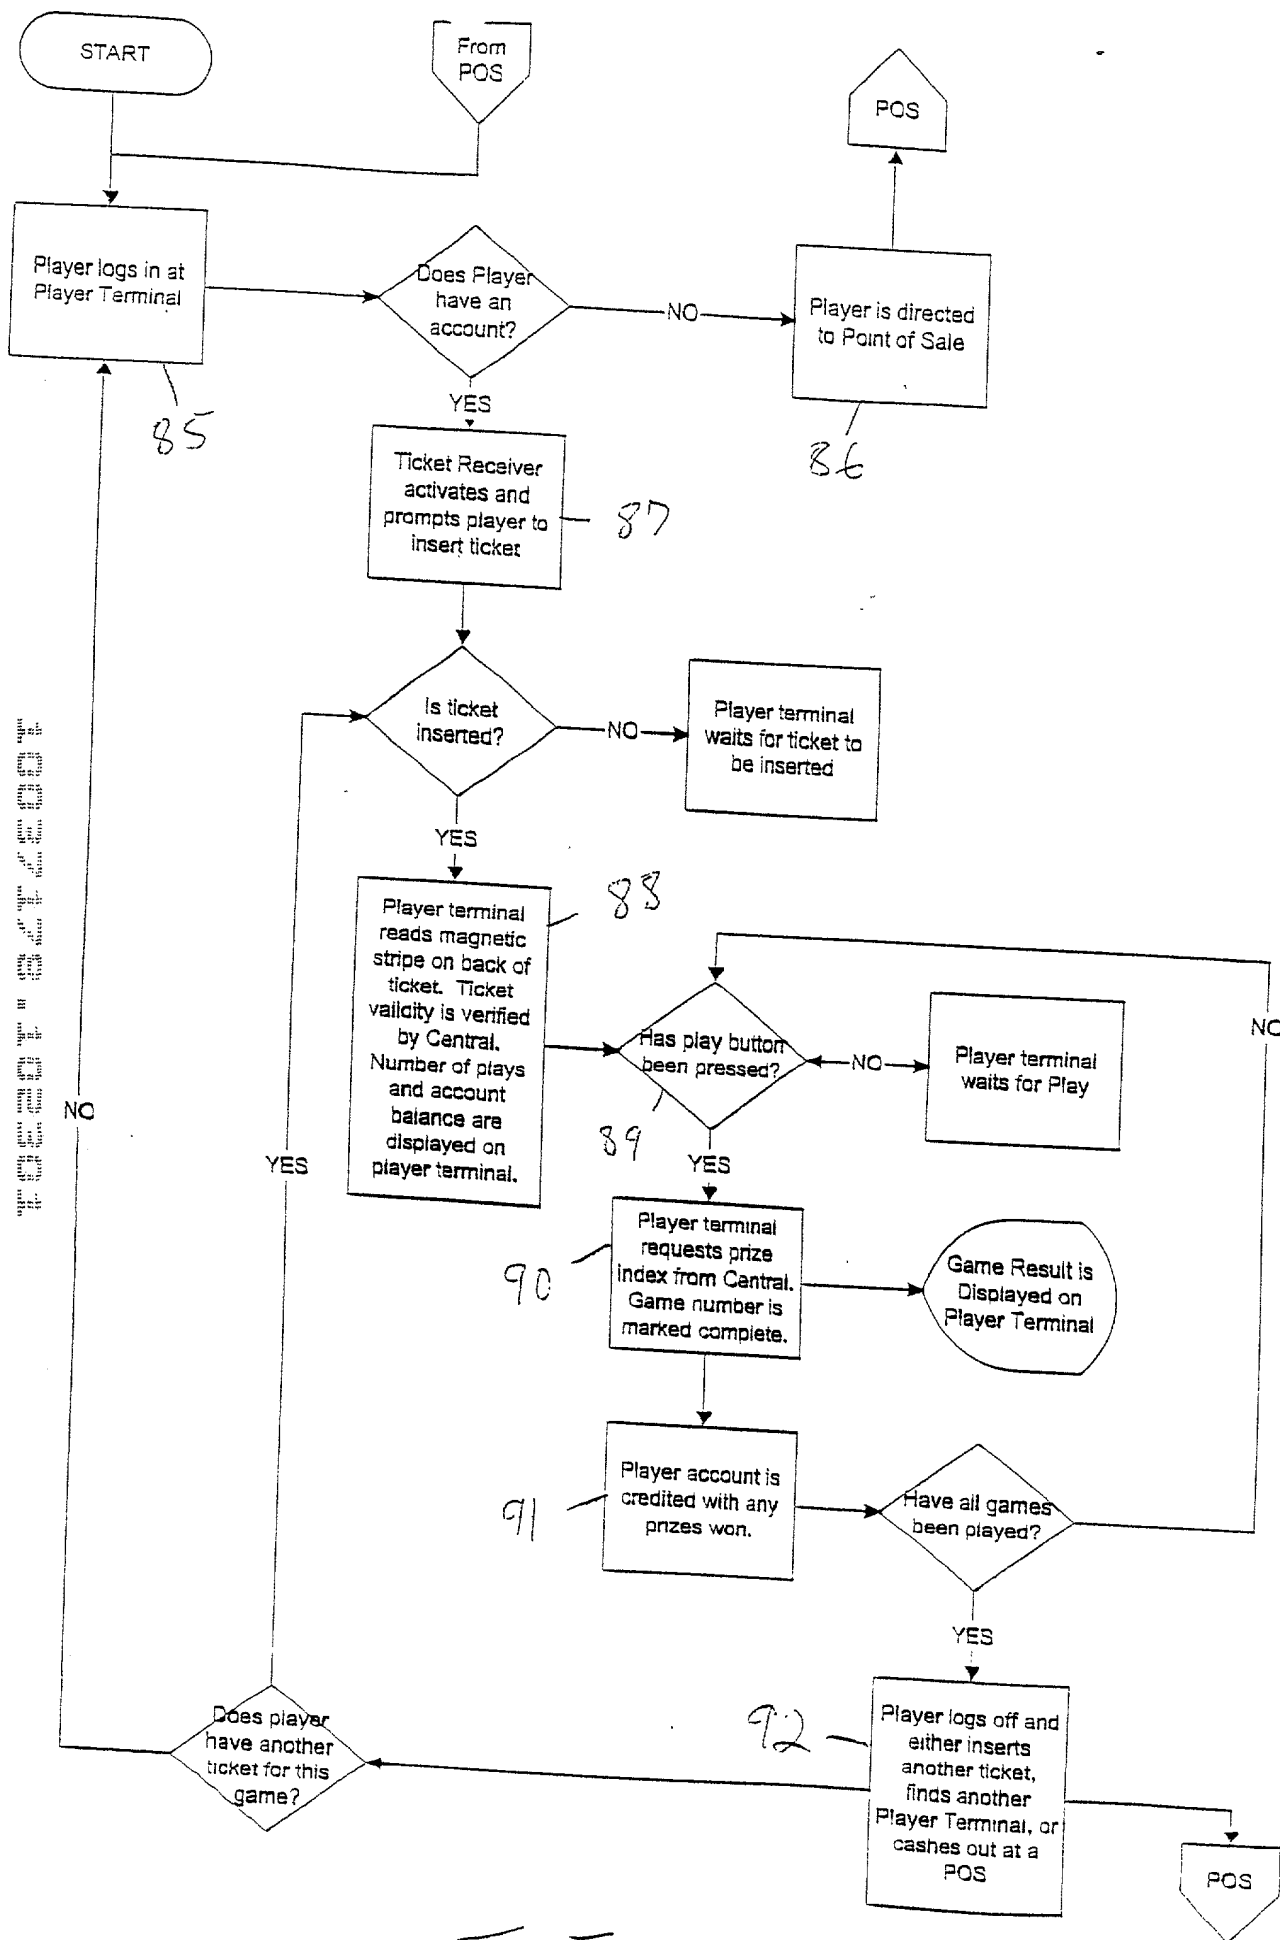 START
From
POS
POS
Player logs in at
Player Terminal
Does Player
have an
account?
NO
Player is directed
to Point of Sale
85
YES
86
Ticket Receiver
activates and
prompts player to
insert ticket
87
Is ticket
inserted?
NO
Player terminal
waits for ticket to
be inserted
YES
88
Player terminal
reads magnetic
stripe on back of
ticket. Ticket
validity is verified
by Central.
Number of plays
and account
balance are
displayed on
player terminal.
Has play button
been pressed?
NO
Player terminal
waits for Play
NO
89
YES
NO
YES
10037178.102301
90
Player terminal
requests prize
index from Central.
Game number is
marked complete.
Game Result is
Displayed on
Player Terminal
91
Player account is
credited with any
prizes won.
Have all games
been played?
YES
92
Player logs off and
either inserts
another ticket,
finds another
Player Terminal, or
cashes out at a
POS
Does player
have another
ticket for this
game?
POS